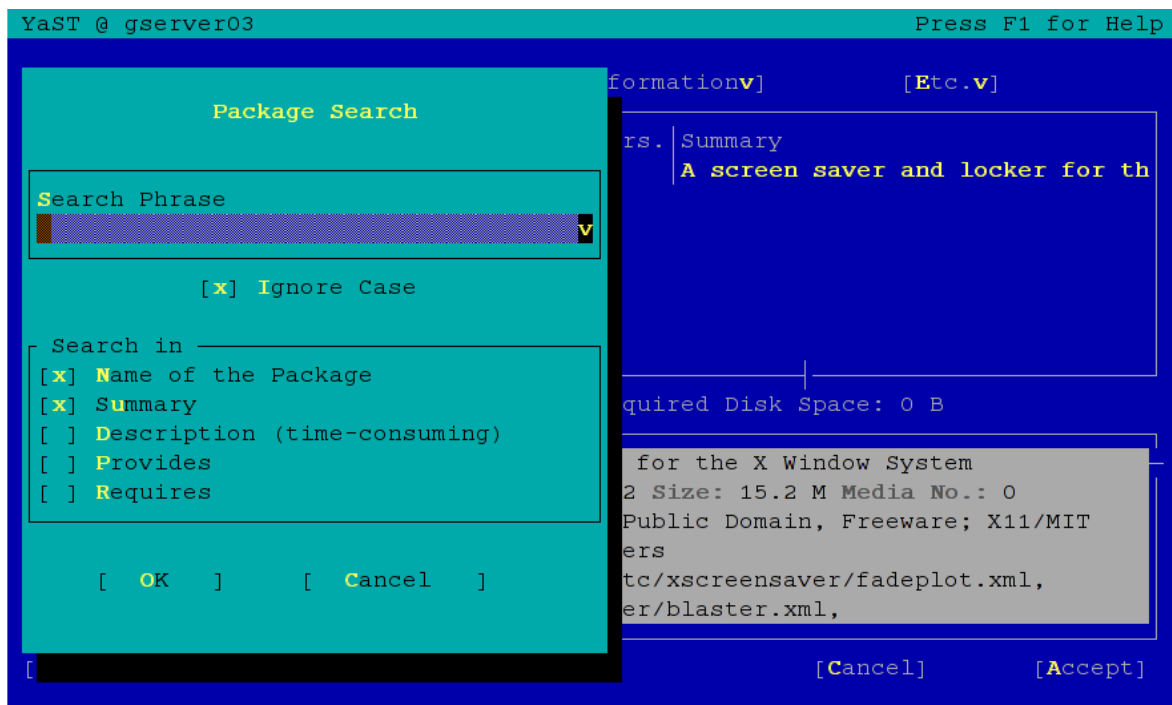 YaST @ gserver03 Press F1 for Help
formationv] [Etc.v]
Package Search
rs. Summary
A screen saver and locker for th
Search Phrase
v
[x] Ignore Case
Search in
[x] Name of the Package
[x] Summary
quired Disk Space: 0 B
[ ] Description (time-consuming)
[ ] Provides
for the X Window System
[ ] Requires
2 Size: 15.2 M Media No.: 0
Public Domain, Freeware; X11/MIT
ers
[ OK ] [ Cancel ]
tc/xscreensaver/fadeplot.xml,
er/blaster.xml,
[ [Cancel] [Accept]